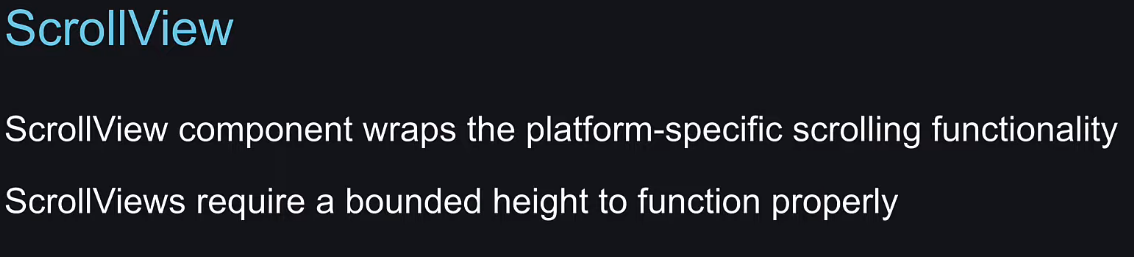 ScrollView
ScrollView component wraps the platform-specific scrolling functionality
ScrollViews require a bounded height to function properly